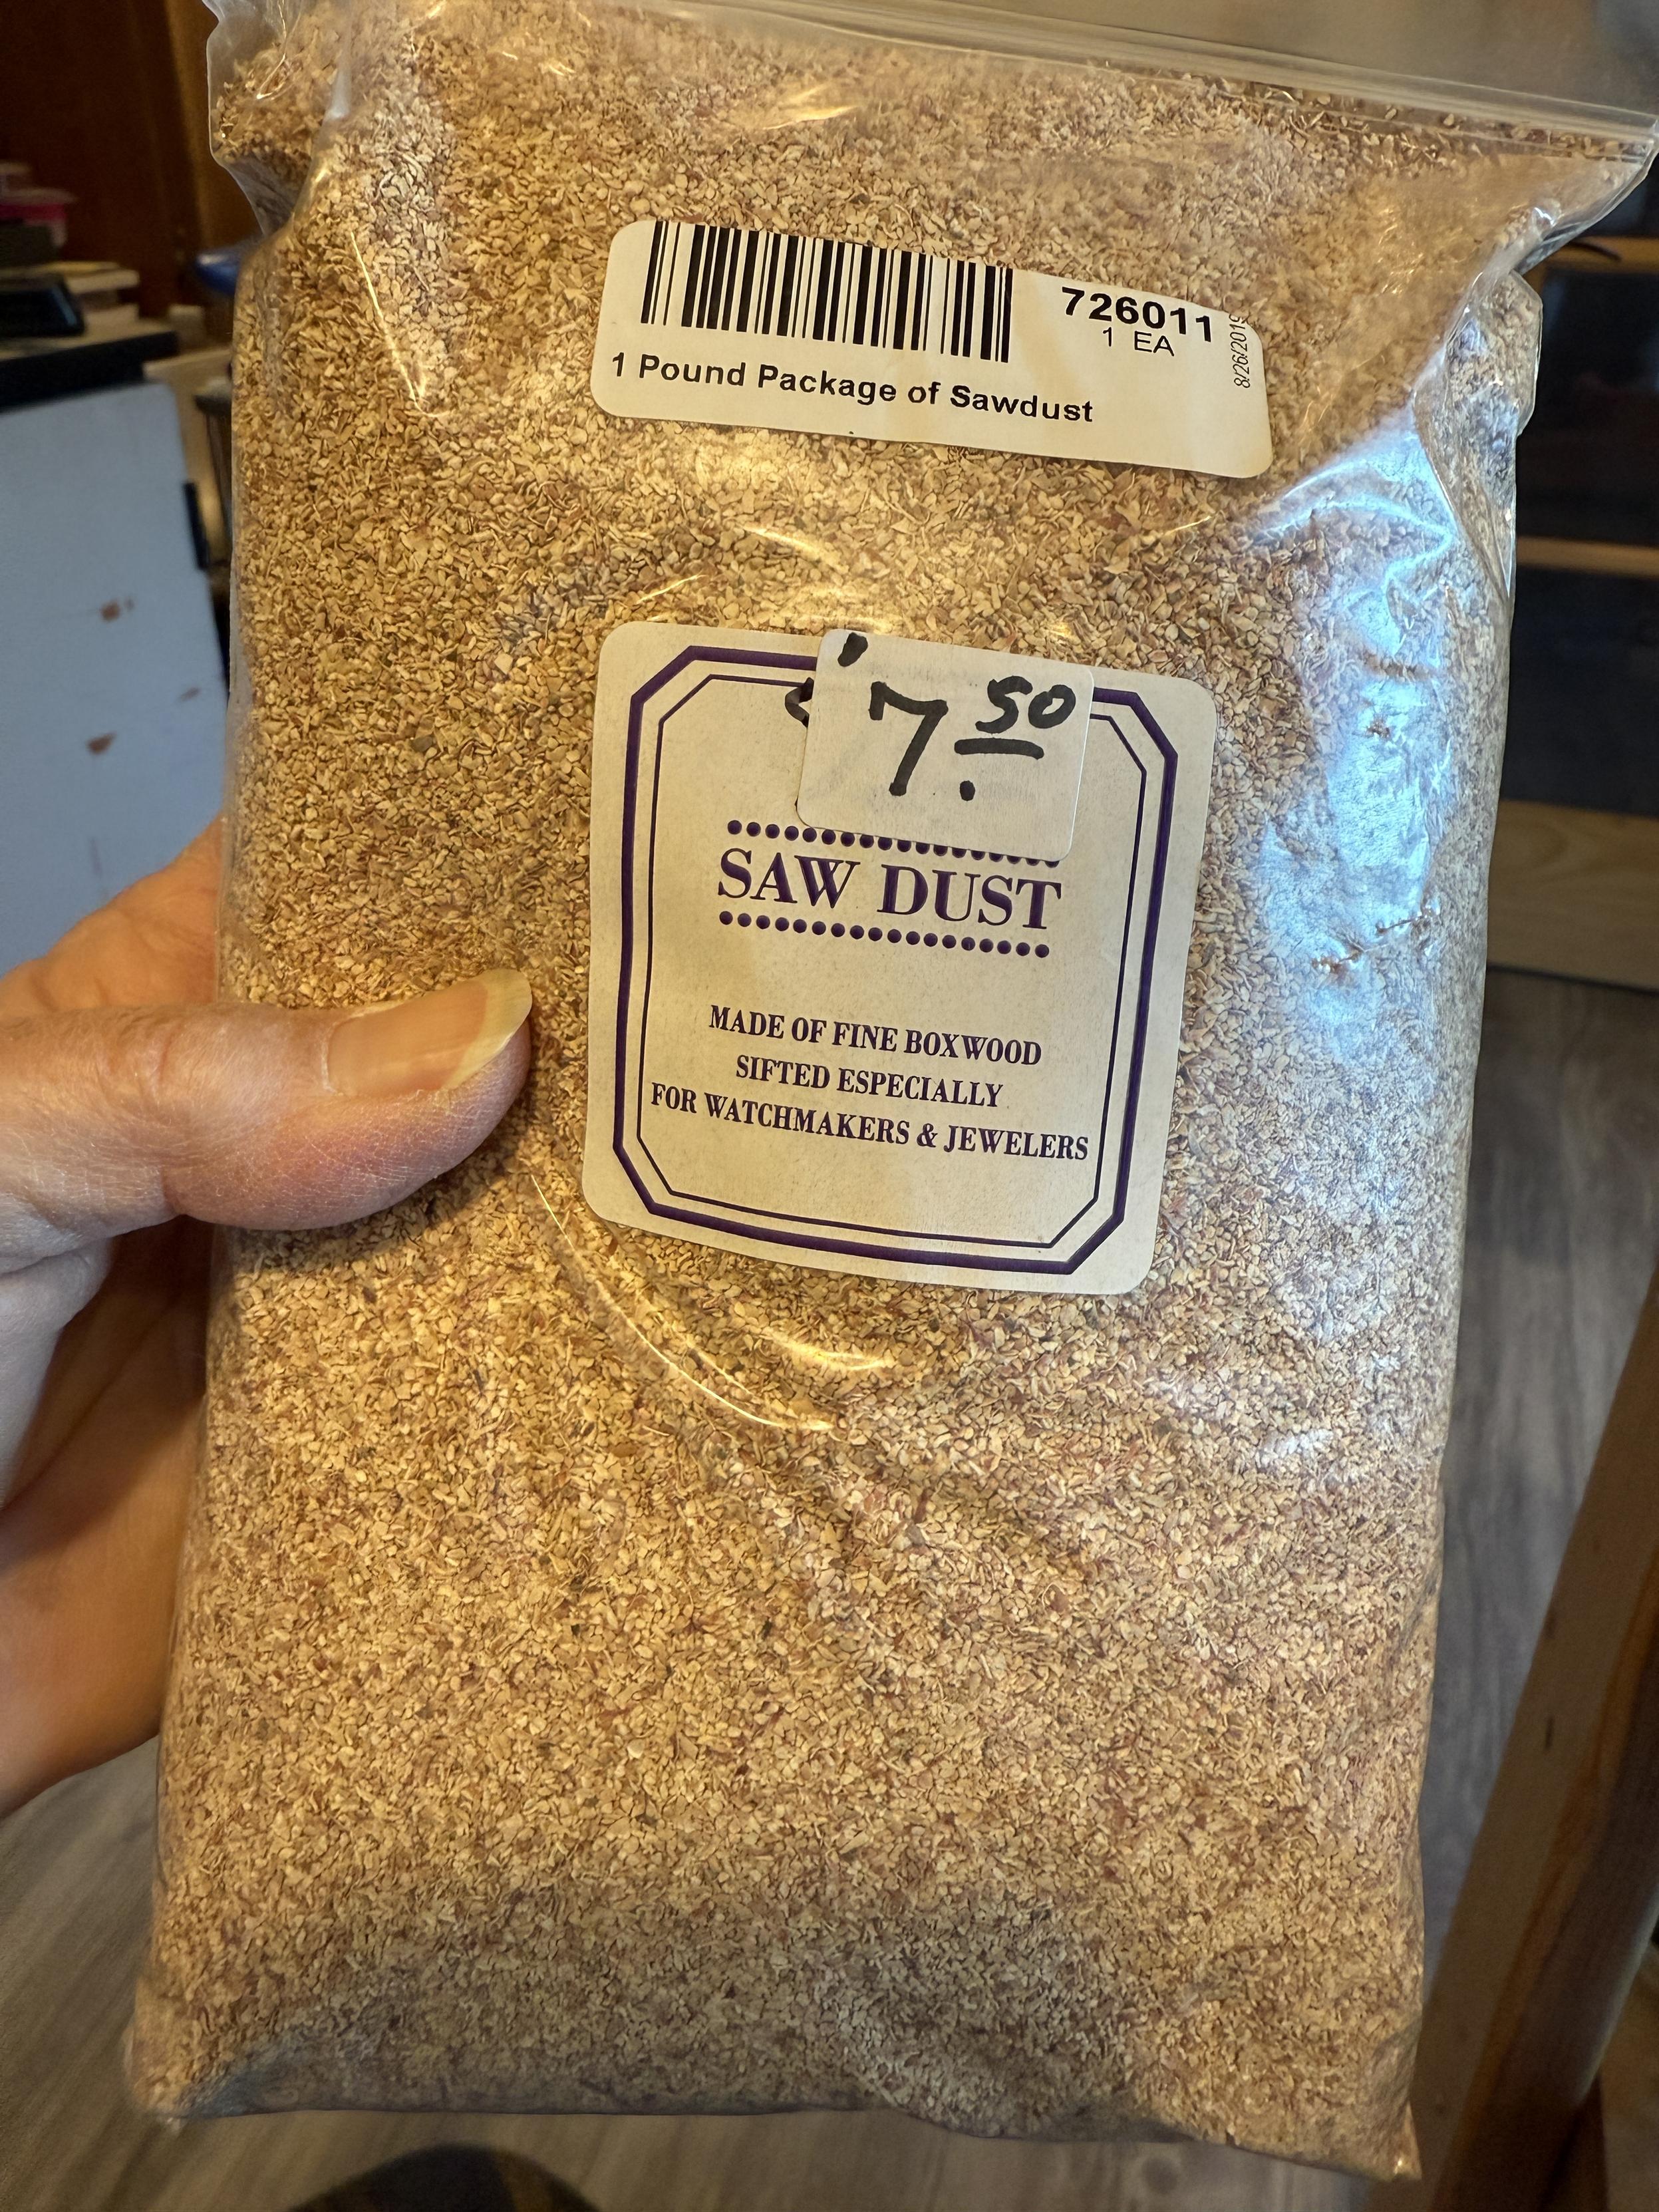 726011
1 EA
8/26/2019
1 Pound Package of Sawdust
7.50
SAW DUST
MADE OF FINE BOXWOOD
SIFTED ESPECIALLY
FOR WATCHMAKERS & JEWELERS